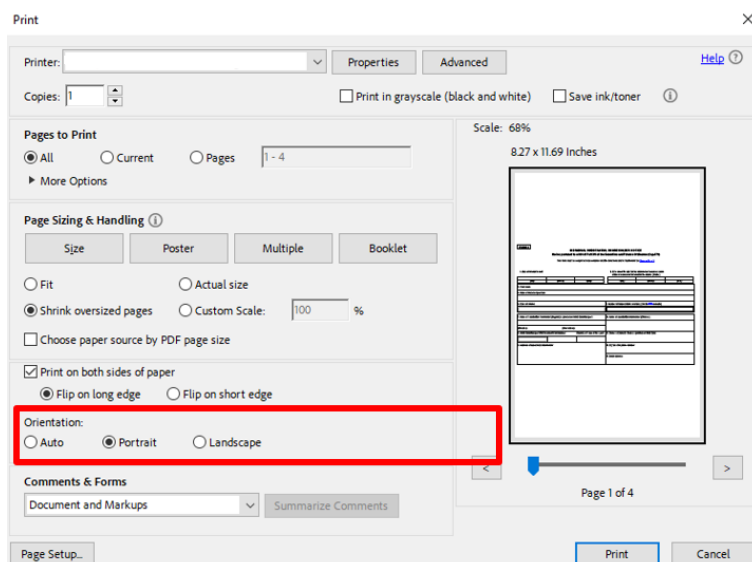 Print
Printer: Properties Advanced Help
Copies: 1 Print in grayscale (black and white) Save ink/toner
Pages to Print
All Current Pages 1 - 4
More Options
Page Sizing & Handling
Size Poster Multiple Booklet
Fit Actual size
Shrink oversized pages Custom Scale: 100 %
Choose paper source by PDF page size
Print on both sides of paper
Flip on long edge Flip on short edge
Orientation:
Auto Portrait Landscape
Comments & Forms
Document and Markups Summarize Comments
Page Setup...
Scale: 68%
8.27 x 11.69 Inches
< >
Page 1 of 4
Print Cancel